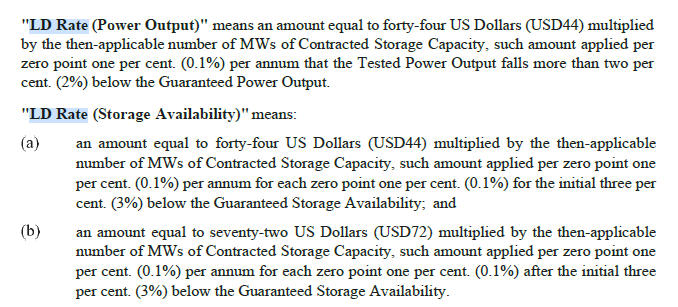 "LD Rate (Power Output)" means an amount equal to forty-four US Dollars (USD44) multiplied
by the then-applicable number of MWs of Contracted Storage Capacity, such amount applied per
zero point one per cent. (0.1%) per annum that the Tested Power Output falls more than two per
cent. (2%) below the Guaranteed Power Output.
"LD Rate (Storage Availability)" means:
(a) an amount equal to forty-four US Dollars (USD44) multiplied by the then-applicable
number of MWs of Contracted Storage Capacity, such amount applied per zero point one
per cent. (0.1%) per annum for each zero point one per cent. (0.1%) for the initial three per
cent. (3%) below the Guaranteed Storage Availability; and
(b) an amount equal to seventy-two US Dollars (USD72) multiplied by the then-applicable
number of MWs of Contracted Storage Capacity, such amount applied per zero point one
per cent. (0.1%) per annum for each zero point one per cent. (0.1%) after the initial three
per cent. (3%) below the Guaranteed Storage Availability.